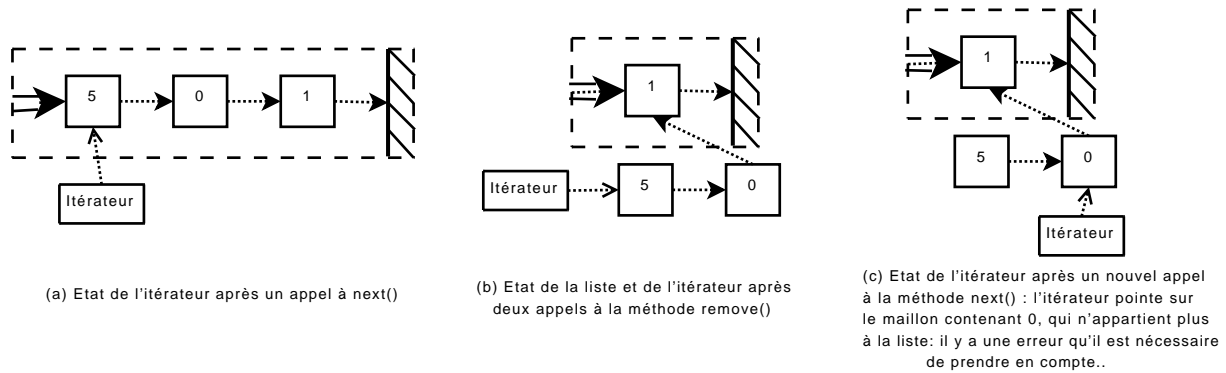 5
0
1
Itérateur
(a) Etat de l'itérateur après un appel à next()
1
Itérateur
5
0
(b) Etat de la liste et de l'itérateur après
deux appels à la méthode remove()
1
5
0
Itérateur
(c) Etat de l'itérateur après un nouvel appel
à la méthode next() : l'itérateur pointe sur
le maillon contenant 0, qui n'appartient plus
à la liste: il y a une erreur qu'il est nécessaire
de prendre en compte..